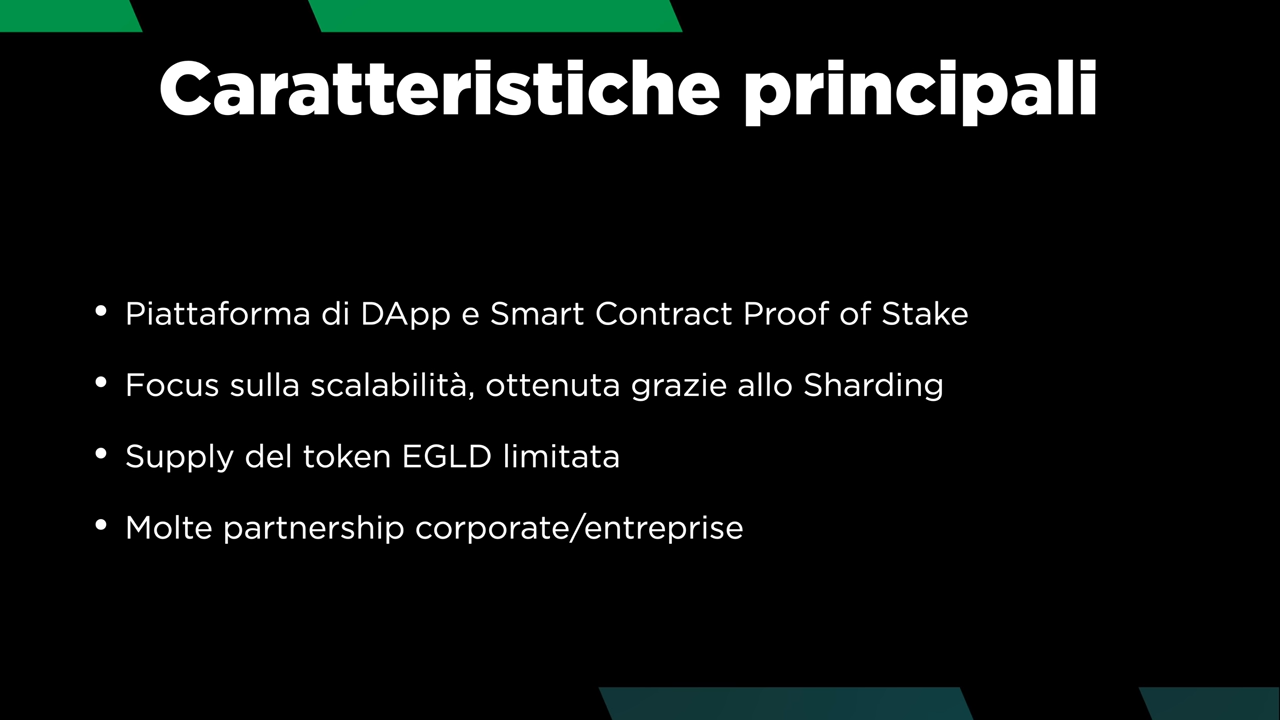 Caratteristiche principali
• Piattaforma di DApp e Smart Contract Proof of Stake
• Focus sulla scalabilità, ottenuta grazie allo Sharding
• Supply del token EGLD limitata
• Molte partnership corporate/entreprise